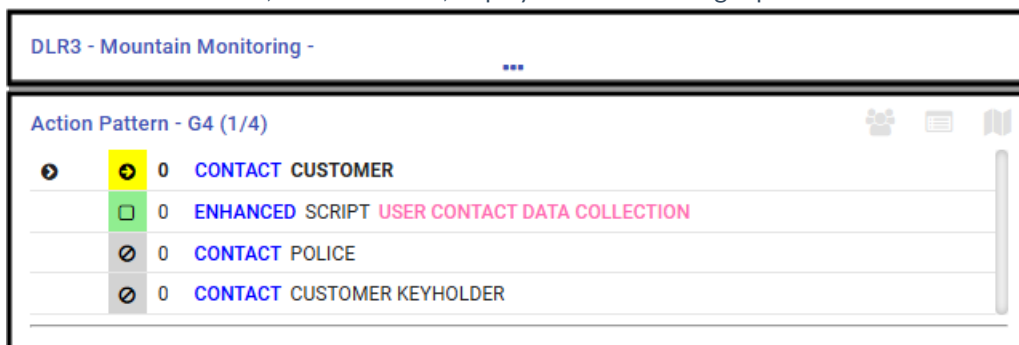 DLR3 - Mountain Monitoring -
Action Pattern - G4 (1/4)
0 CONTACT CUSTOMER
0 ENHANCED SCRIPT USER CONTACT DATA COLLECTION
0 CONTACT POLICE
0 CONTACT CUSTOMER KEYHOLDER